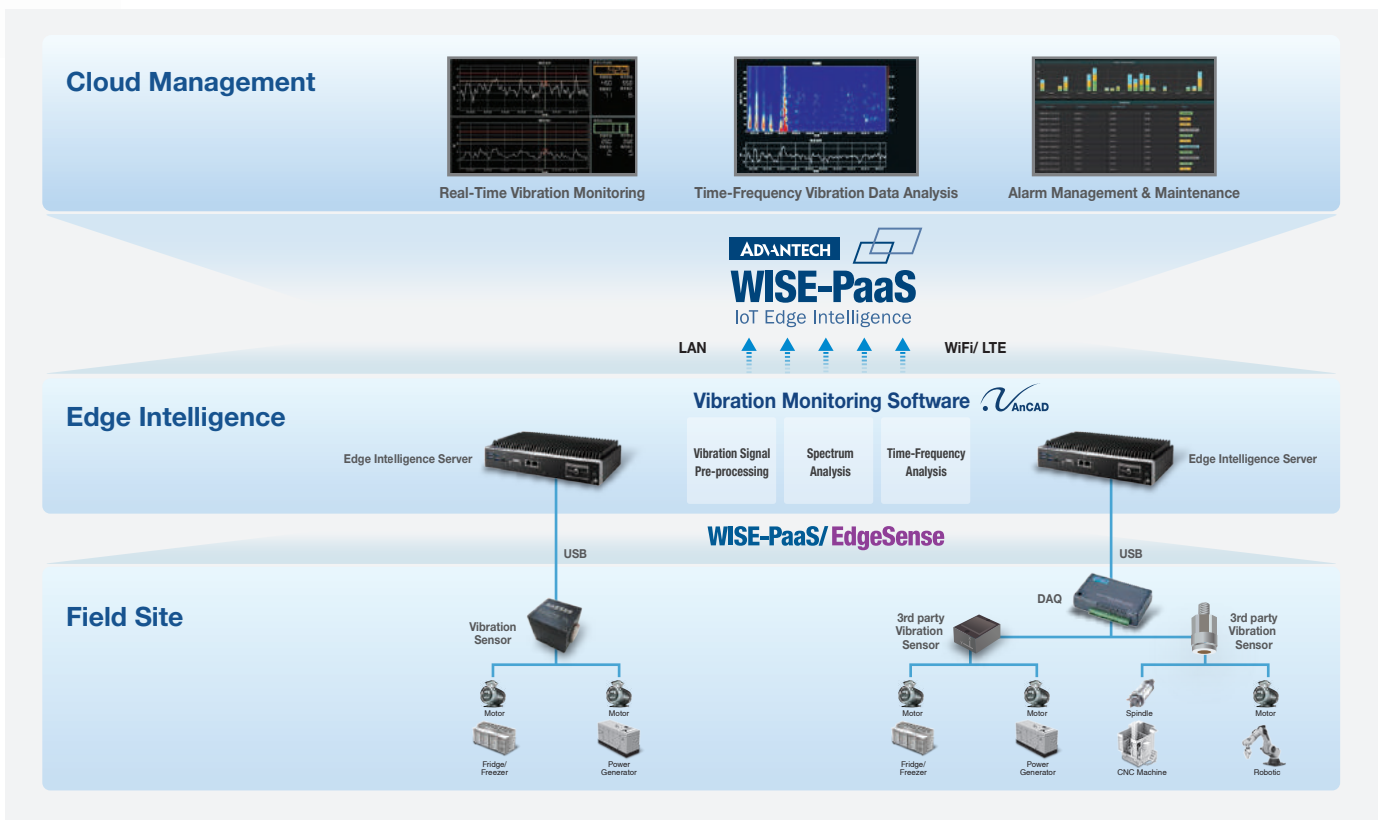 Cloud Management
Real-Time Vibration Monitoring
Time-Frequency Vibration Data Analysis
Alarm Management & Maintenance
ADVANTECH
WISE-PaaS
IoT Edge Intelligence
LAN
WiFi/ LTE
Edge Intelligence
Vibration Monitoring Software
AnCAD
Edge Intelligence Server
Vibration Signal
Pre-processing
Spectrum
Analysis
Time-Frequency
Analysis
Edge Intelligence Server
WISE-PaaS/ EdgeSense
USB
USB
Field Site
Vibration
Sensor
DAQ
3rd party
Vibration
Sensor
3rd party
Vibration
Sensor
Motor
Motor
Motor
Motor
Spindle
Motor
Fridge/
Freezer
Power
Generator
Fridge/
Freezer
Power
Generator
CNC Machine
Robotic